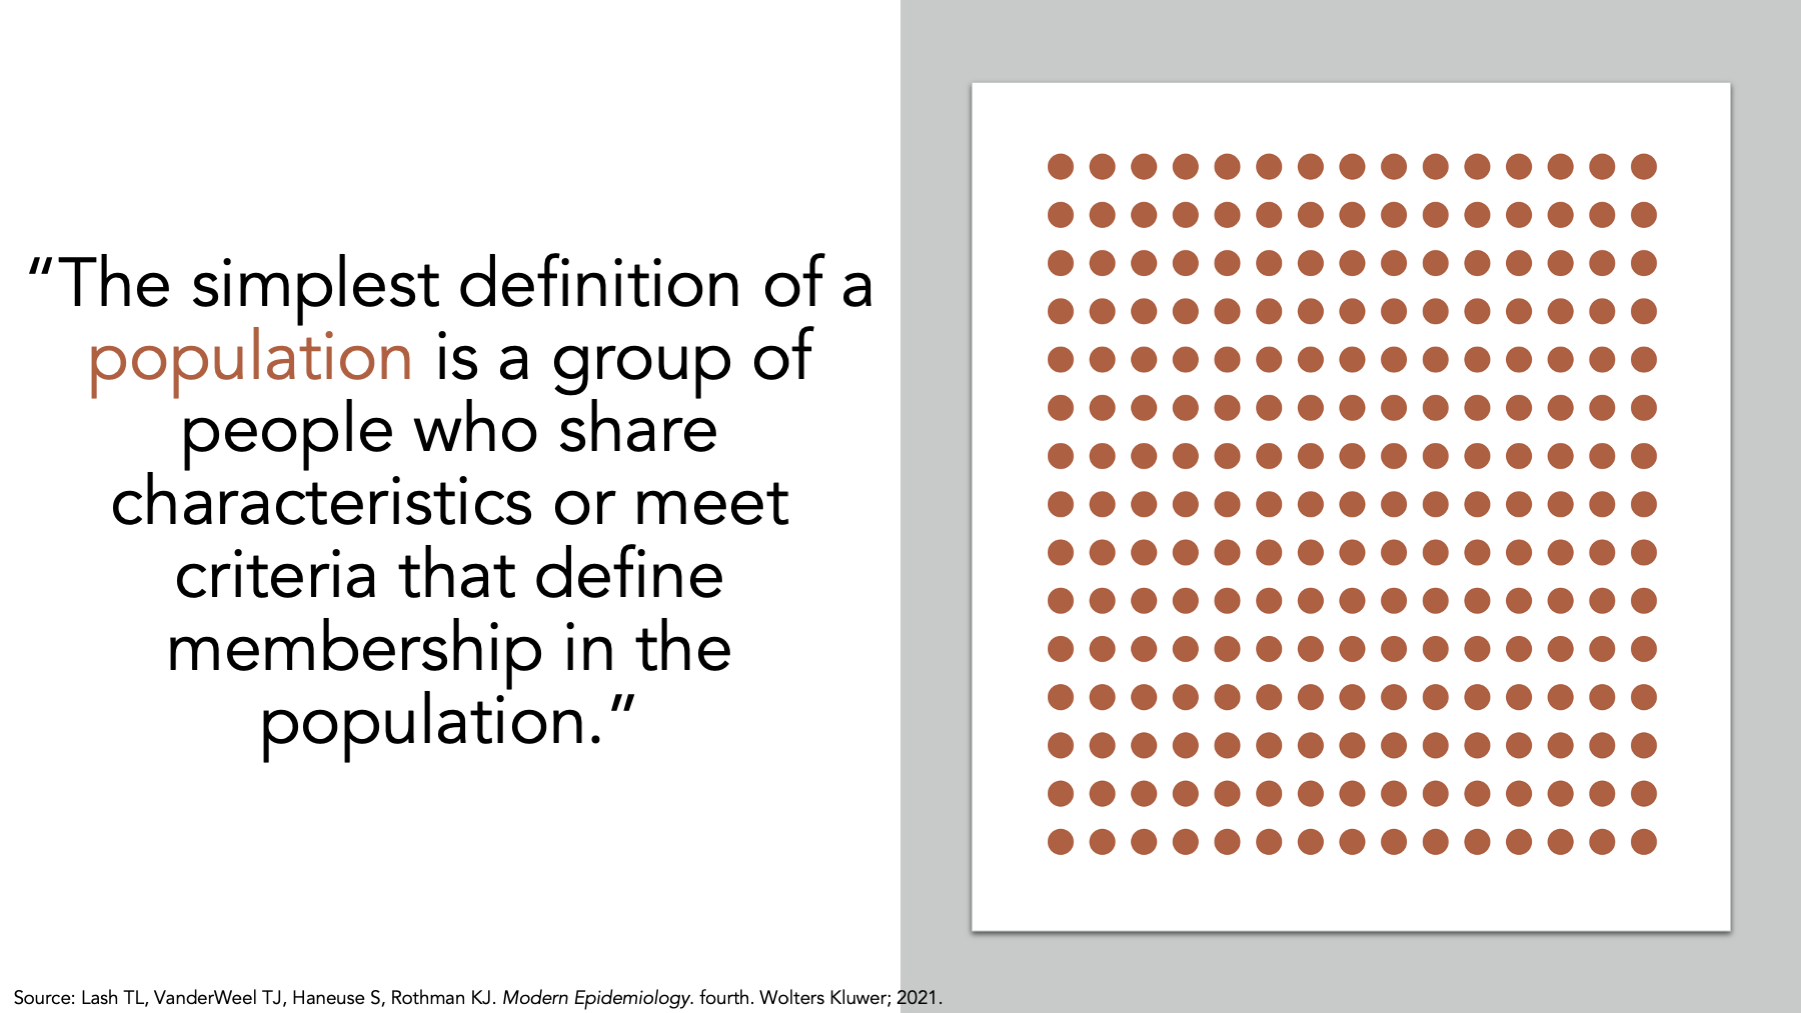 “The simplest definition of a
population is a group of
people who share
characteristics or meet
criteria that define
membership in the
population.”
Source: Lash TL, VanderWeel TJ, Haneuse S, Rothman KJ. Modern Epidemiology. fourth. Wolters Kluwer; 2021.